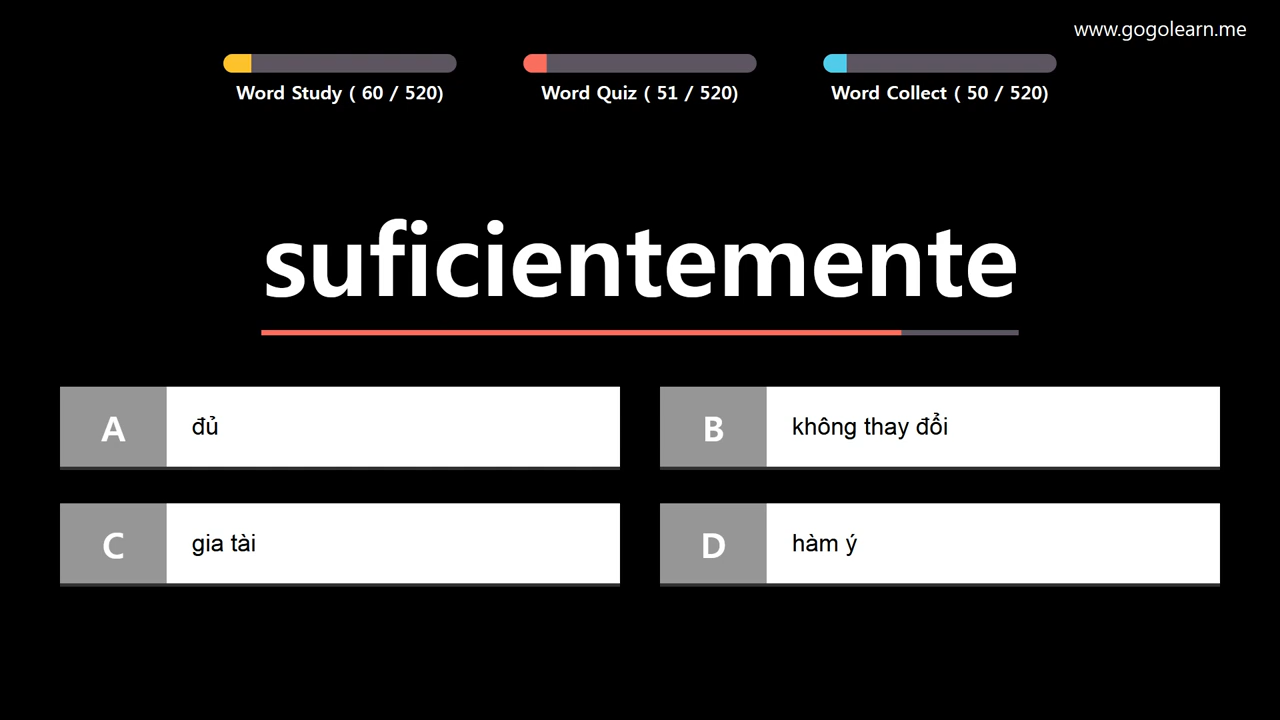 www.gogolearn.me
Word Study ( 60 / 520)
Word Quiz ( 51 / 520)
Word Collect ( 50 / 520)
suficientemente
A
đủ
B
không thay đổi
C
gia tài
D
hàm ý